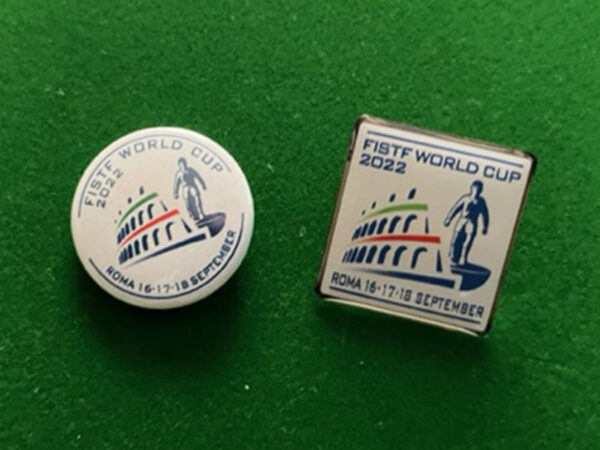 FISTF WORLD CUP
2022
ROMA 16-17-18 SEPTEMBER
FISTF WORLD CUP
2022
ROMA 16-17-18 SEPTEMBER